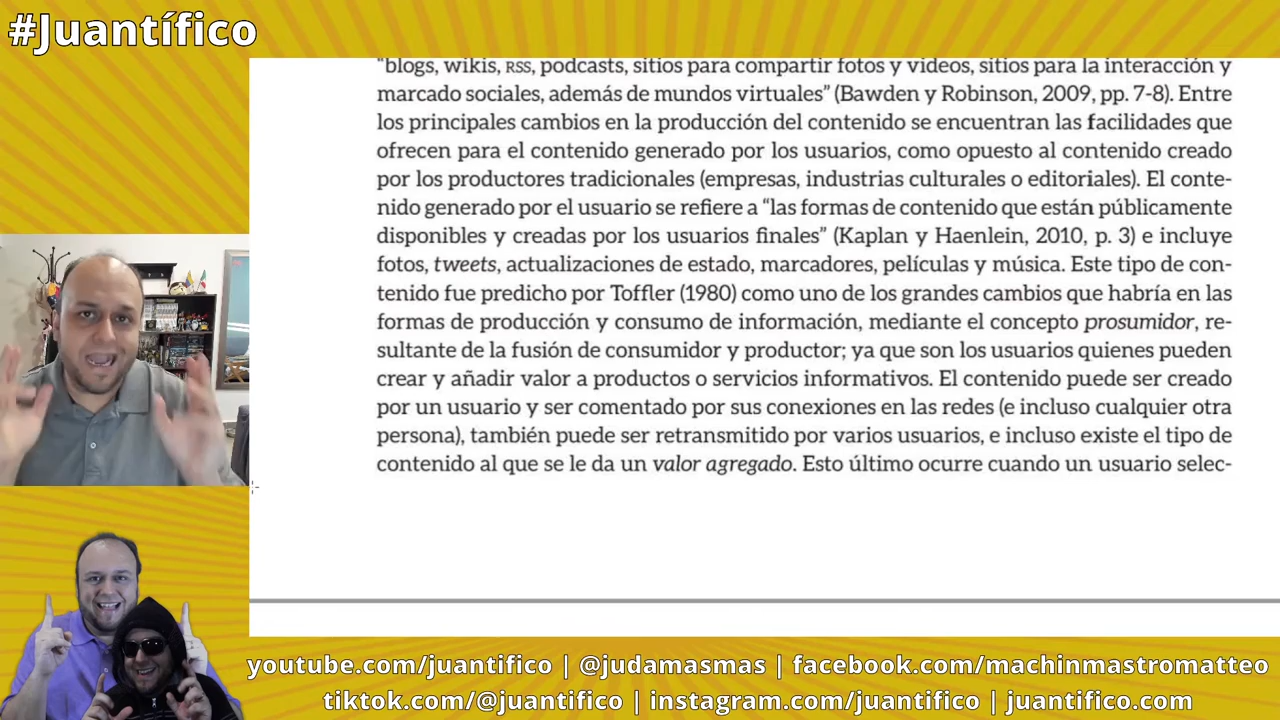 #Juantífico
“blogs, wikis, RSS, podcasts, sitios para compartir fotos y videos, sitios para la interacción y
marcado sociales, además de mundos virtuales” (Bawden y Robinson, 2009, pp. 7-8). Entre
los principales cambios en la producción del contenido se encuentran las facilidades que
ofrecen para el contenido generado por los usuarios, como opuesto al contenido creado
por los productores tradicionales (empresas, industrias culturales o editoriales). El conte-
nido generado por el usuario se refiere a “las formas de contenido que están públicamente
disponibles y creadas por los usuarios finales” (Kaplan y Haenlein, 2010, p. 3) e incluye
fotos, tweets, actualizaciones de estado, marcadores, películas y música. Este tipo de con-
tenido fue predicho por Toffler (1980) como uno de los grandes cambios que habría en las
formas de producción y consumo de información, mediante el concepto prosumidor, re-
sultante de la fusión de consumidor y productor; ya que son los usuarios quienes pueden
crear y añadir valor a productos o servicios informativos. El contenido puede ser creado
por un usuario y ser comentado por sus conexiones en las redes (e incluso cualquier otra
persona), también puede ser retransmitido por varios usuarios, e incluso existe el tipo de
contenido al que se le da un valor agregado. Esto último ocurre cuando un usuario selec-
youtube.com/juantifico | @judamasmas | facebook.com/machinmastromatteo
tiktok.com/@juantifico | instagram.com/juantifico | juantifico.com